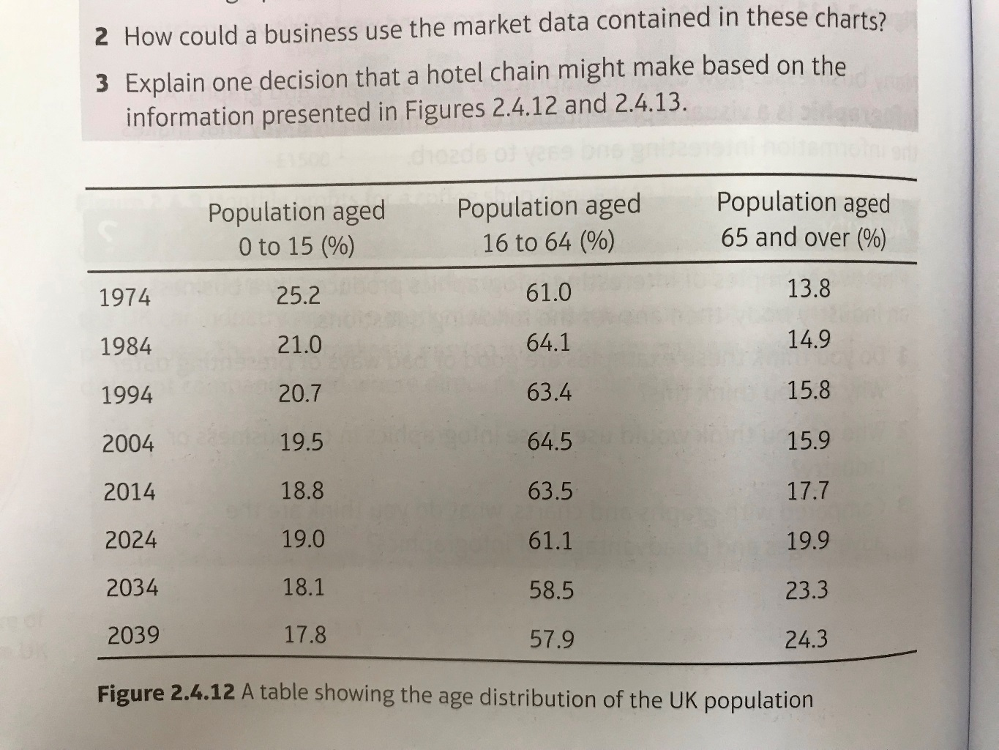 2 How could a business use the market data contained in these charts?
3 Explain one decision that a hotel chain might make based on the
information presented in Figures 2.4.12 and 2.4.13.
Population aged 0 to 15 (%) Population aged 16 to 64 (%) Population aged 65 and over (%)
1974 25.2 61.0 13.8
1984 21.0 64.1 14.9
1994 20.7 63.4 15.8
2004 19.5 64.5 15.9
2014 18.8 63.5 17.7
2024 19.0 61.1 19.9
2034 18.1 58.5 23.3
2039 17.8 57.9 24.3
Figure 2.4.12 A table showing the age distribution of the UK population